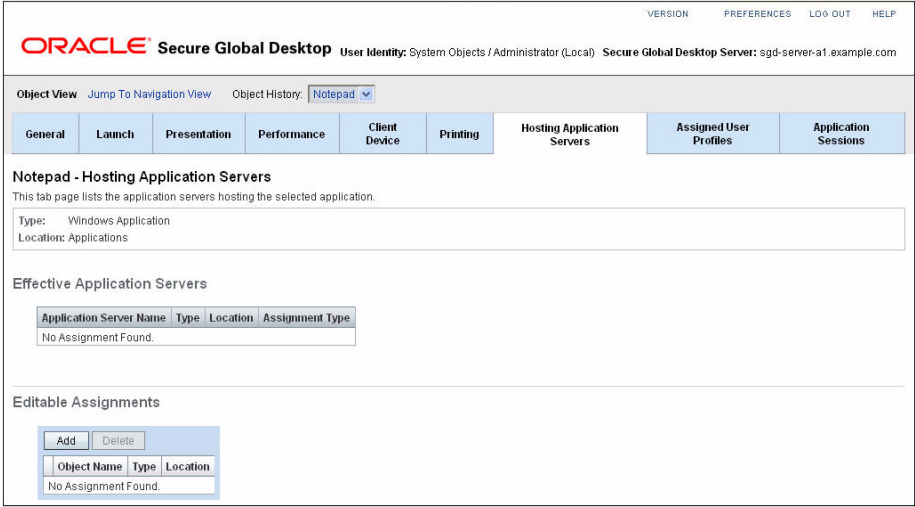 VERSION PREFERENCES LOG OUT HELP
ORACLE® Secure Global Desktop User Identity: System Objects / Administrator (Local) Secure Global Desktop Server: sgd-server-a1.example.com
Object View Jump To Navigation View Object History: Notepad
General Launch Presentation Performance Client Device Printing Hosting Application Servers Assigned User Profiles Application Sessions
Notepad - Hosting Application Servers
This tab page lists the application servers hosting the selected application.
Type: Windows Application
Location: Applications
Effective Application Servers
Application Server Name Type Location Assignment Type
No Assignment Found.
Editable Assignments
Add Delete
Object Name Type Location
No Assignment Found.